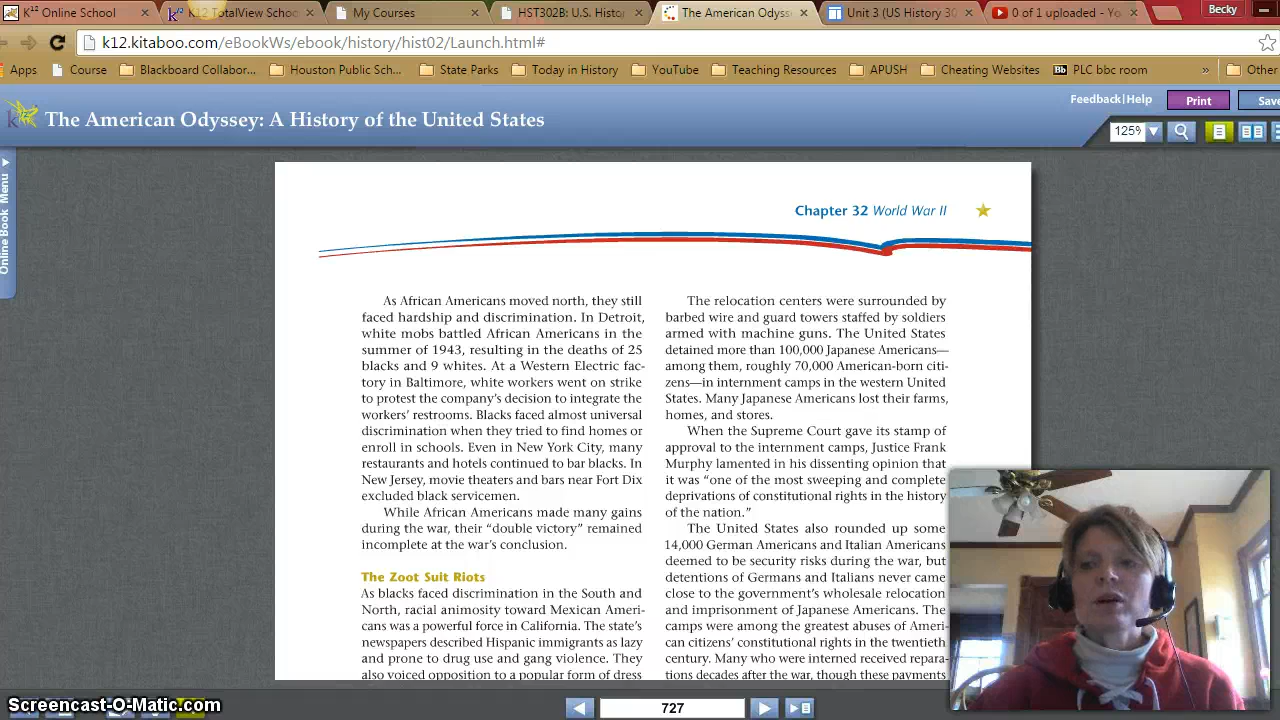 K¹² Online School
K12 TotalView Schoo
My Courses
HST302B: U.S. Histor
The American Odysse
Unit 3 (US History 30
0 of 1 uploaded - Yo
Becky
k12.kitaboo.com/eBookWs/ebook/history/hist02/Launch.html#
Apps
Course
Blackboard Collabor...
Houston Public Sch...
State Parks
Today in History
YouTube
Teaching Resources
APUSH
Cheating Websites
Bb PLC bbc room
»
Other
Feedback|Help
Print
Save
The American Odyssey: A History of the United States
125%
Online Book Menu
Chapter 32 World War II
As African Americans moved north, they still
faced hardship and discrimination. In Detroit,
white mobs battled African Americans in the
summer of 1943, resulting in the deaths of 25
blacks and 9 whites. At a Western Electric fac-
tory in Baltimore, white workers went on strike
to protest the company's decision to integrate the
workers' restrooms. Blacks faced almost universal
discrimination when they tried to find homes or
enroll in schools. Even in New York City, many
restaurants and hotels continued to bar blacks. In
New Jersey, movie theaters and bars near Fort Dix
excluded black servicemen.
While African Americans made many gains
during the war, their "double victory" remained
incomplete at the war's conclusion.
The Zoot Suit Riots
As blacks faced discrimination in the South and
North, racial animosity toward Mexican Ameri-
cans was a powerful force in California. The state's
newspapers described Hispanic immigrants as lazy
and prone to drug use and gang violence. They
also voiced opposition to a popular form of dress
The relocation centers were surrounded by
barbed wire and guard towers staffed by soldiers
armed with machine guns. The United States
detained more than 100,000 Japanese Americans—
among them, roughly 70,000 American-born citi-
zens—in internment camps in the western United
States. Many Japanese Americans lost their farms,
homes, and stores.
When the Supreme Court gave its stamp of
approval to the internment camps, Justice Frank
Murphy lamented in his dissenting opinion that
it was "one of the most sweeping and complete
deprivations of constitutional rights in the history
of the nation."
The United States also rounded up some
14,000 German Americans and Italian Americans
deemed to be security risks during the war, but
detentions of Germans and Italians never came
close to the government's wholesale relocation
and imprisonment of Japanese Americans. The
camps were among the greatest abuses of Ameri-
can citizens' constitutional rights in the twentieth
century. Many who were interned received repara-
tions decades after the war, though these payments
727
Screencast-O-Matic.com